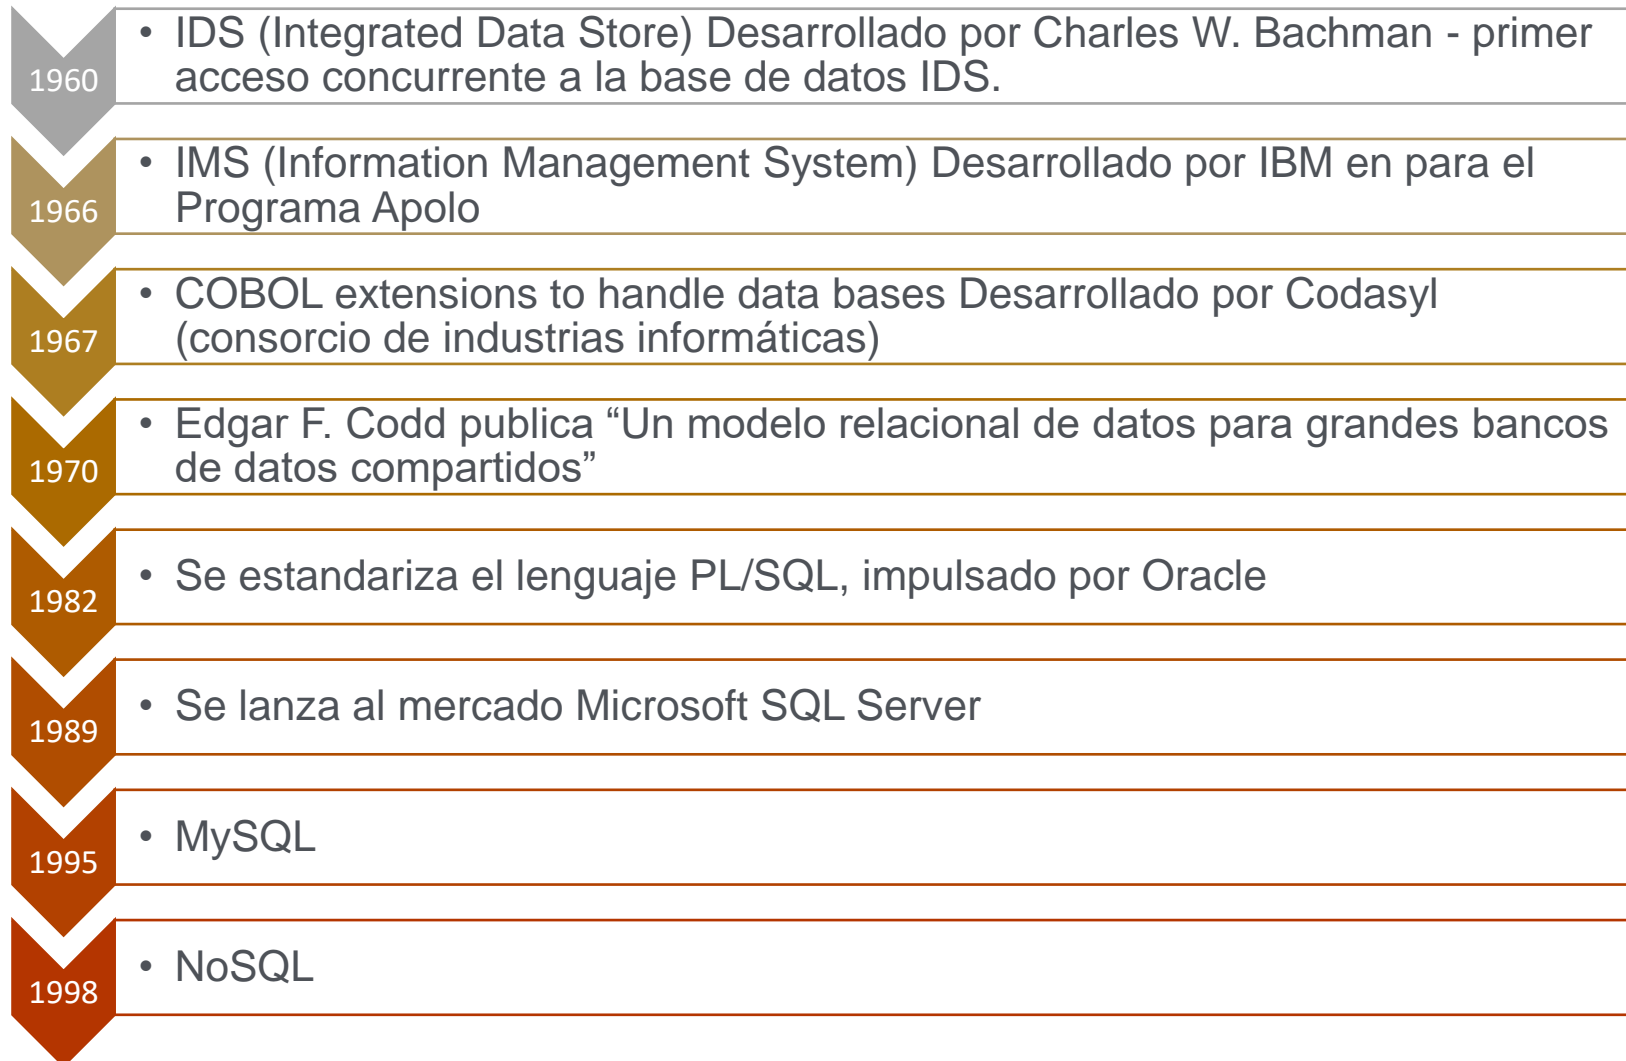 1960
• IDS (Integrated Data Store) Desarrollado por Charles W. Bachman - primer
acceso concurrente a la base de datos IDS.
1966
• IMS (Information Management System) Desarrollado por IBM en para el
Programa Apolo
1967
• COBOL extensions to handle data bases Desarrollado por Codasyl
(consorcio de industrias informáticas)
1970
• Edgar F. Codd publica “Un modelo relacional de datos para grandes bancos
de datos compartidos”
1982
• Se estandariza el lenguaje PL/SQL, impulsado por Oracle
1989
• Se lanza al mercado Microsoft SQL Server
1995
• MySQL
1998
• NoSQL